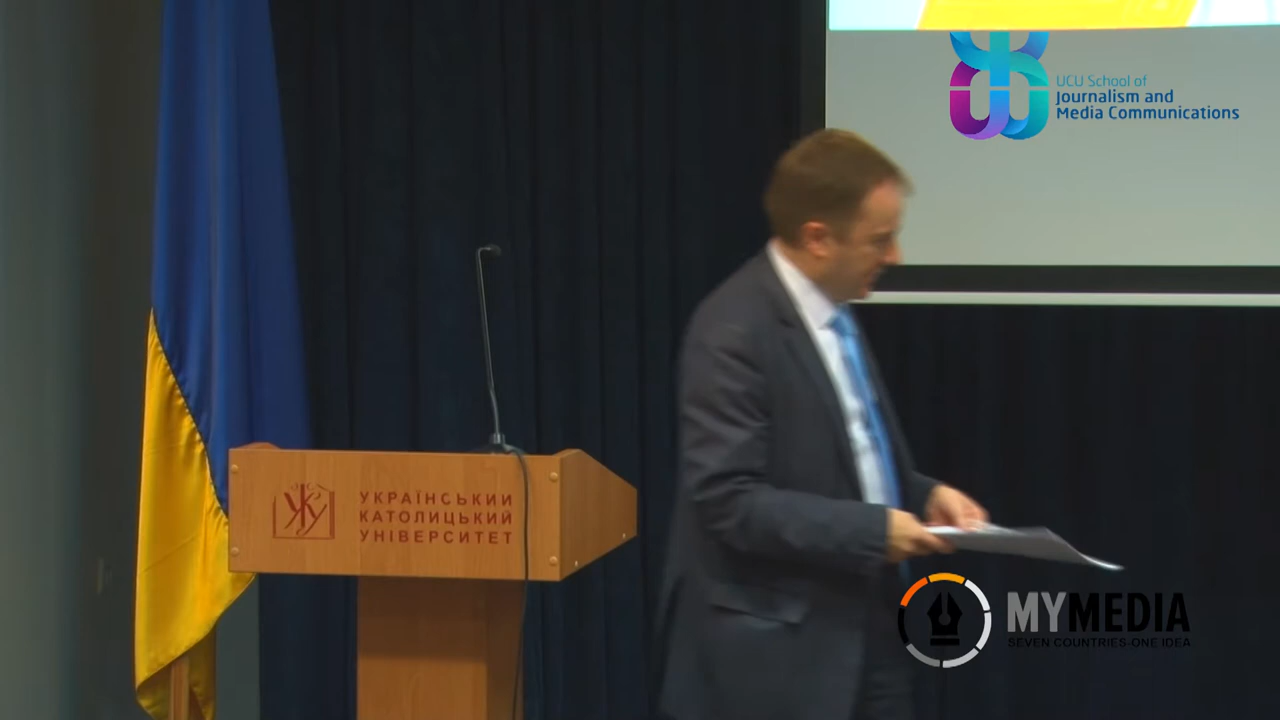 UCU School of
Journalism and
Media Communications
УКРАЇНСЬКИЙ
КАТОЛИЦЬКИЙ
УНІВЕРСИТЕТ
MYMEDIA
SEVEN COUNTRIES-ONE IDEA